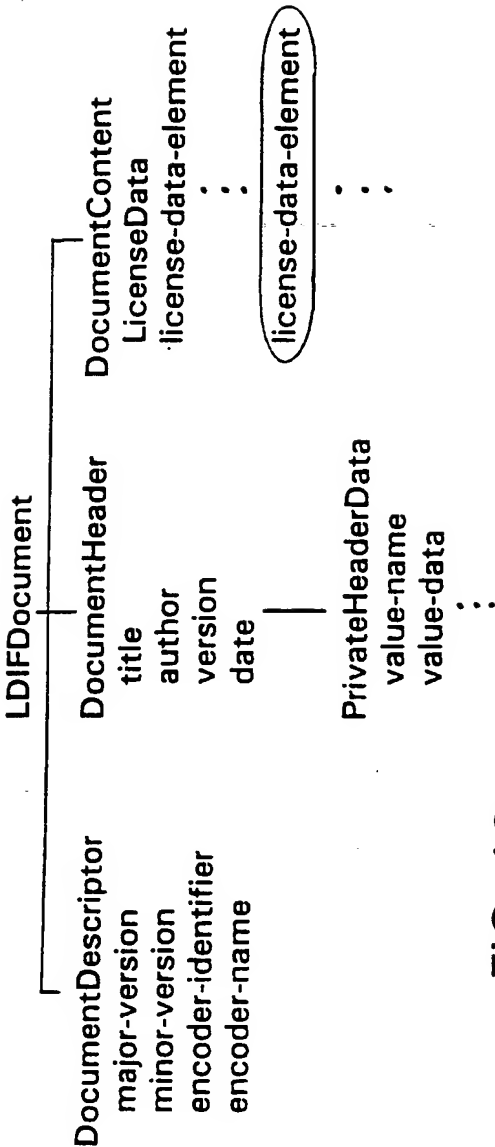 LDIFDocument
DocumentDescriptor
major-version
minor-version
encoder-identifier
encoder-name
DocumentHeader
title
author
version
date
PrivateHeaderData
value-name
value-data
DocumentContent
LicenseData
license-data-element
license-data-element
FIG.